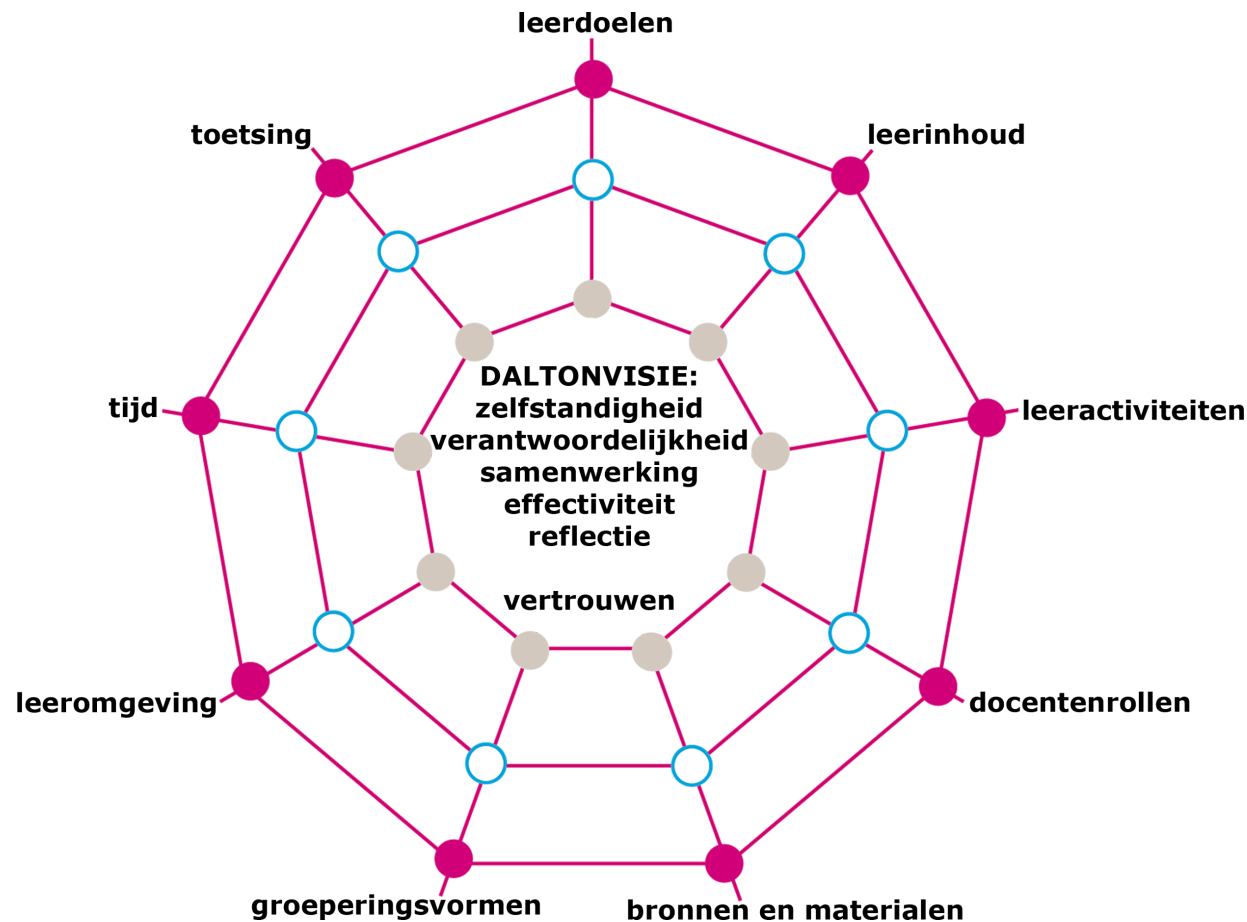 leerdoelen
toetsing
leerinhoud
DALTONVISIE:
zelfstandigheid
verantwoordelijkheid
samenwerking
effectiviteit
reflectie
vertrouwen
tijd
leeractiviteiten
leeromgeving
docentenrollen
groeperingsvormen
bronnen en materialen